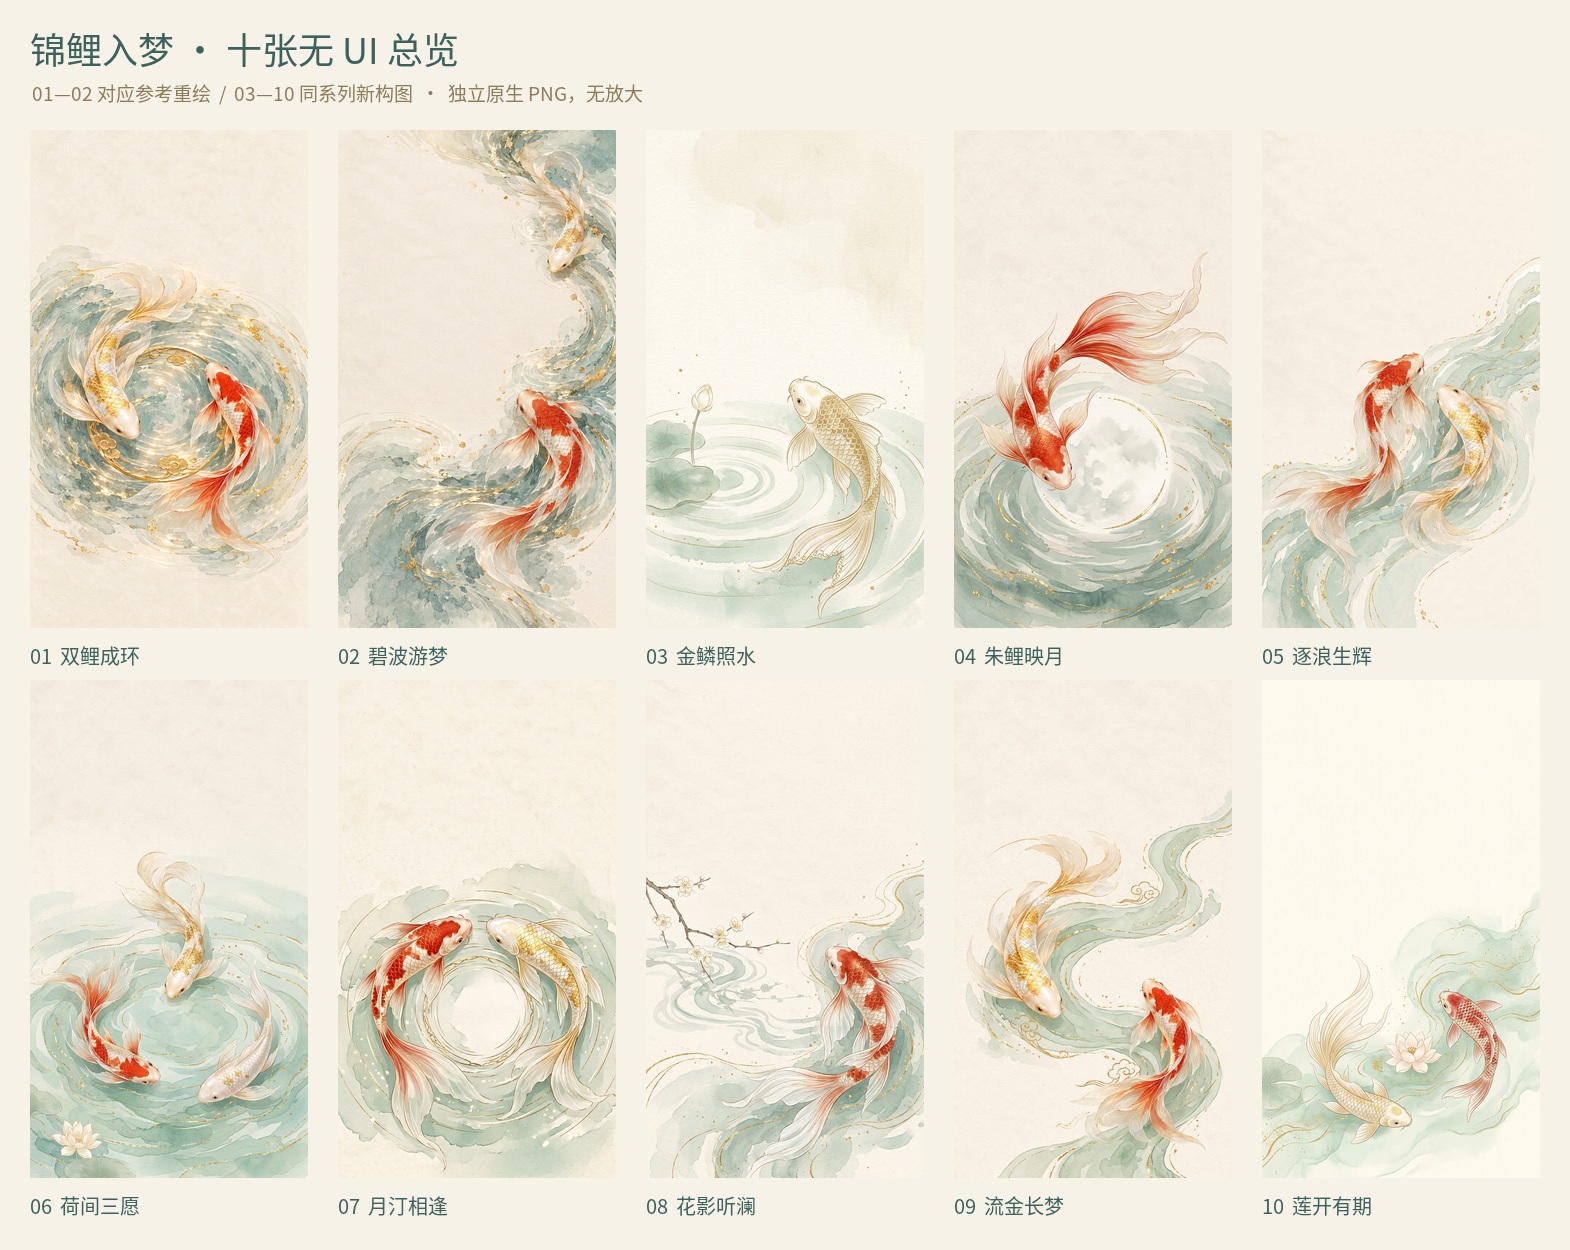 锦鲤入梦 · 十张无 UI 总览
01—02 对应参考重绘 / 03—10 同系列新构图 · 独立原生 PNG，无放大
01 双鲤成环
02 碧波游梦
03 金鳞照水
04 朱鲤映月
05 逐浪生辉
06 荷间三愿
07 月汀相逢
08 花影听澜
09 流金长梦
10 莲开有期